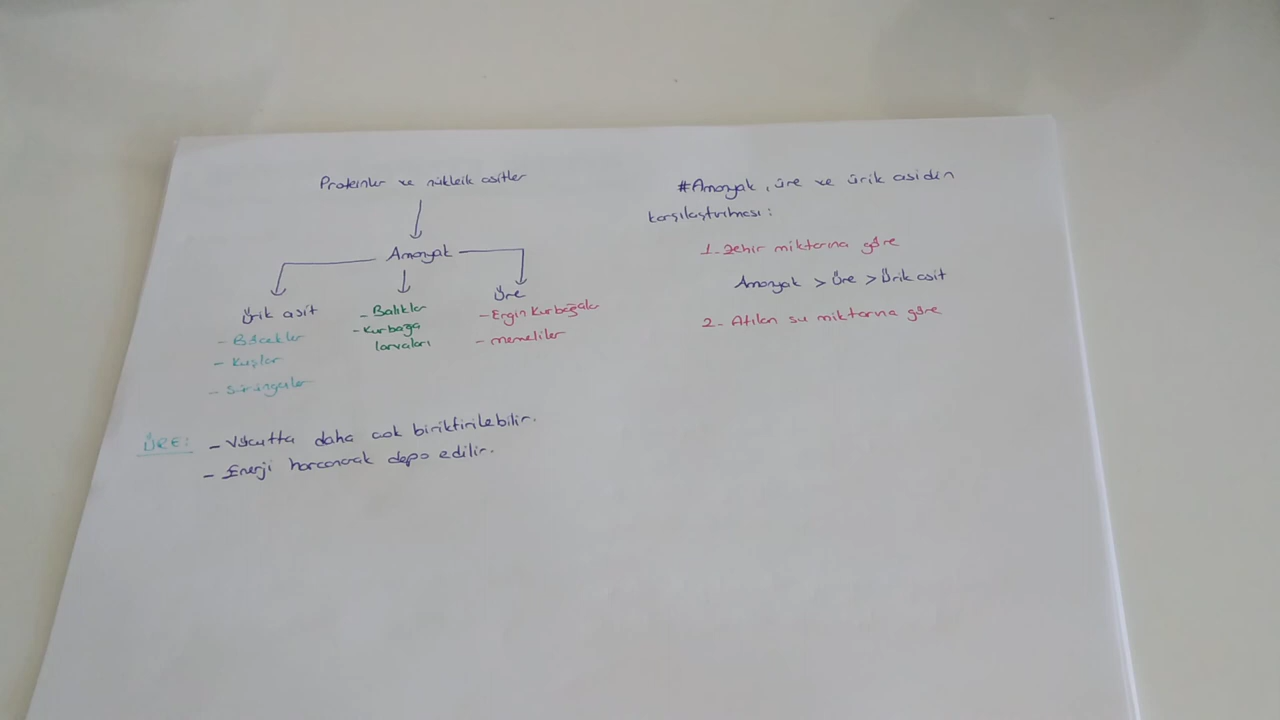 Proteinler ve nükleik asitler
Amonyak
Ürik asit
- Böcekler
- Kuşlar
- Sürüngenler
- Balıklar
- Kurbağa
larvaları
Üre
- Ergin Kurbağalar
- memeliler
ÜRE: - Vücutta daha çok biriktirilebilir.
- Enerji harcanarak depo edilir.
#Amonyak, üre ve ürik asidin
karşılaştırılması:
1. Zehir miktarına göre
Amonyak > Üre > Ürik asit
2. Atılan su miktarına göre